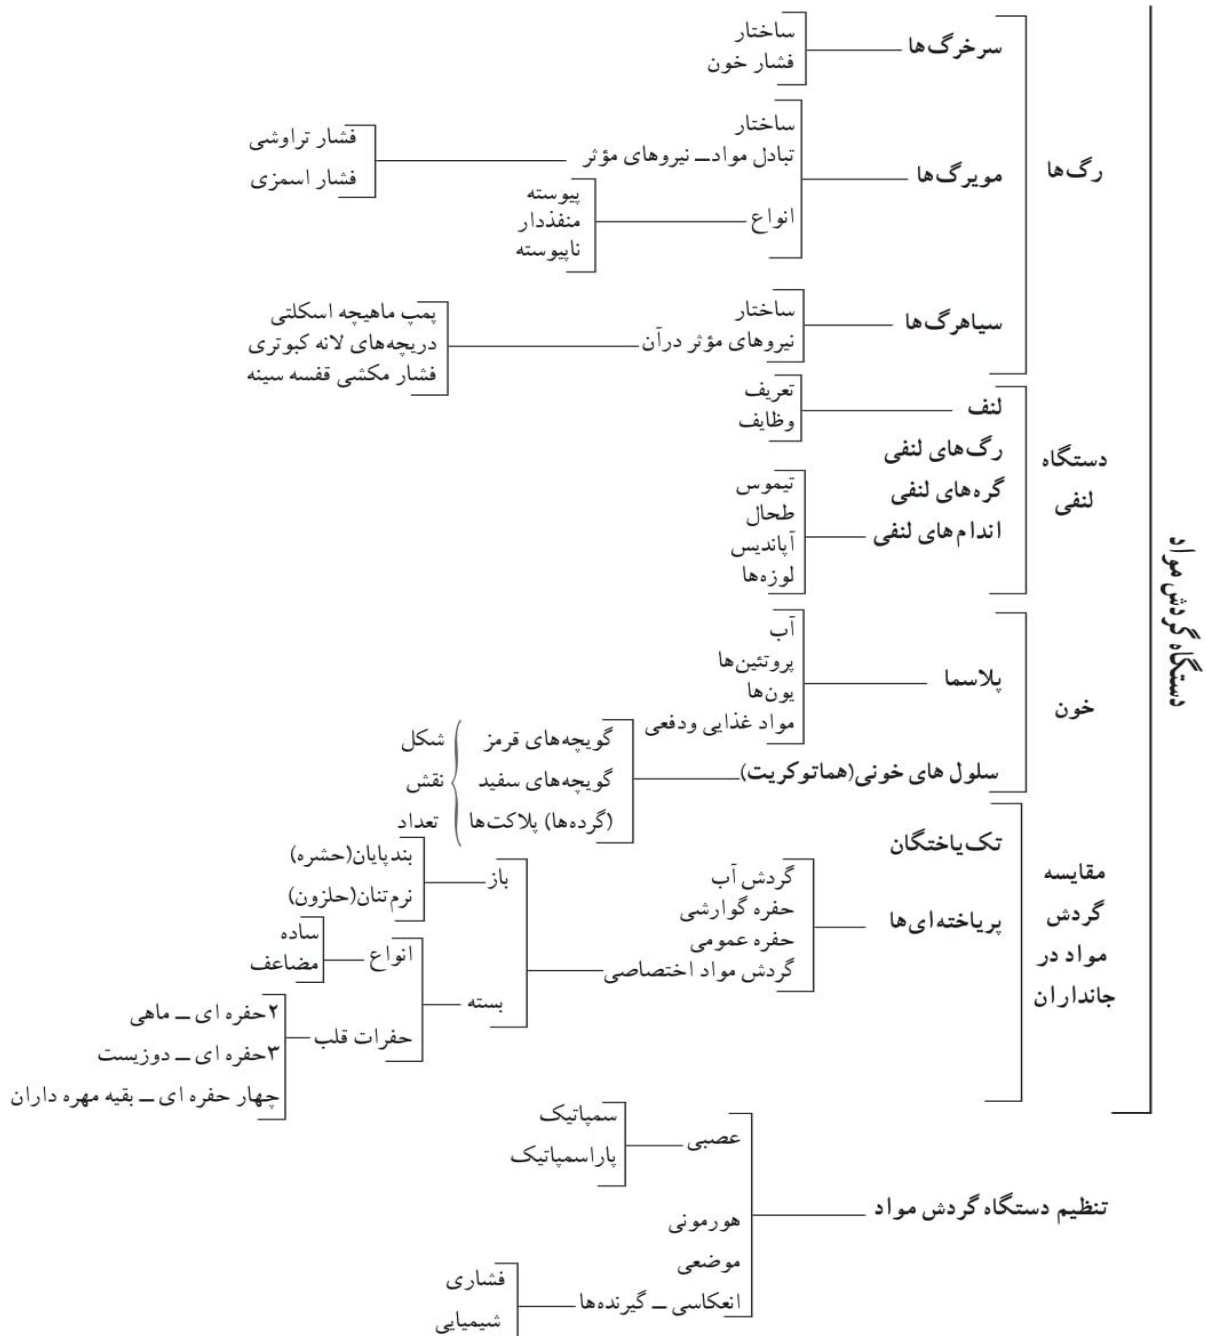 دستگاه گردش مواد
رگ‌ها
سرخرگ‌ها
ساختار
فشار خون
مویرگ‌ها
ساختار
تبادل مواد – نیروهای مؤثر
فشار تراوشی
فشار اسمزی
انواع
پیوسته
منفذدار
ناپیوسته
سیاهرگ‌ها
ساختار
نیروهای مؤثر درآن
پمپ ماهیچه اسکلتی
دریچه‌های لانه کبوتری
فشار مکشی قفسه سینه
دستگاه
لنفی
لنف
تعریف
وظایف
رگ‌های لنفی
گره‌های لنفی
اندام‌های لنفی
تیموس
طحال
آپاندیس
لوزه‌ها
خون
پلاسما
آب
پروتئین‌ها
یون‌ها
مواد غذایی ودفعی
سلول های خونی(هماتوکریت)
گویچه‌های قرمز
گویچه‌های سفید
(گرده‌ها) پلاکت‌ها
شکل
نقش
تعداد
مقایسه
گردش
مواد در
جانداران
تک‌یاختگان
پریاخته‌ای‌ها
گردش آب
حفره گوارشی
حفره عمومی
گردش مواد اختصاصی
باز
بندپایان(حشره)
نرم‌تنان(حلزون)
بسته
انواع
ساده
مضاعف
حفرات قلب
۲حفره ای – ماهی
۳حفره ای – دوزیست
چهار حفره ای – بقیه مهره داران
تنظیم دستگاه گردش مواد
عصبی
سمپاتیک
پاراسمپاتیک
هورمونی
موضعی
انعکاسی – گیرنده‌ها
فشاری
شیمیایی